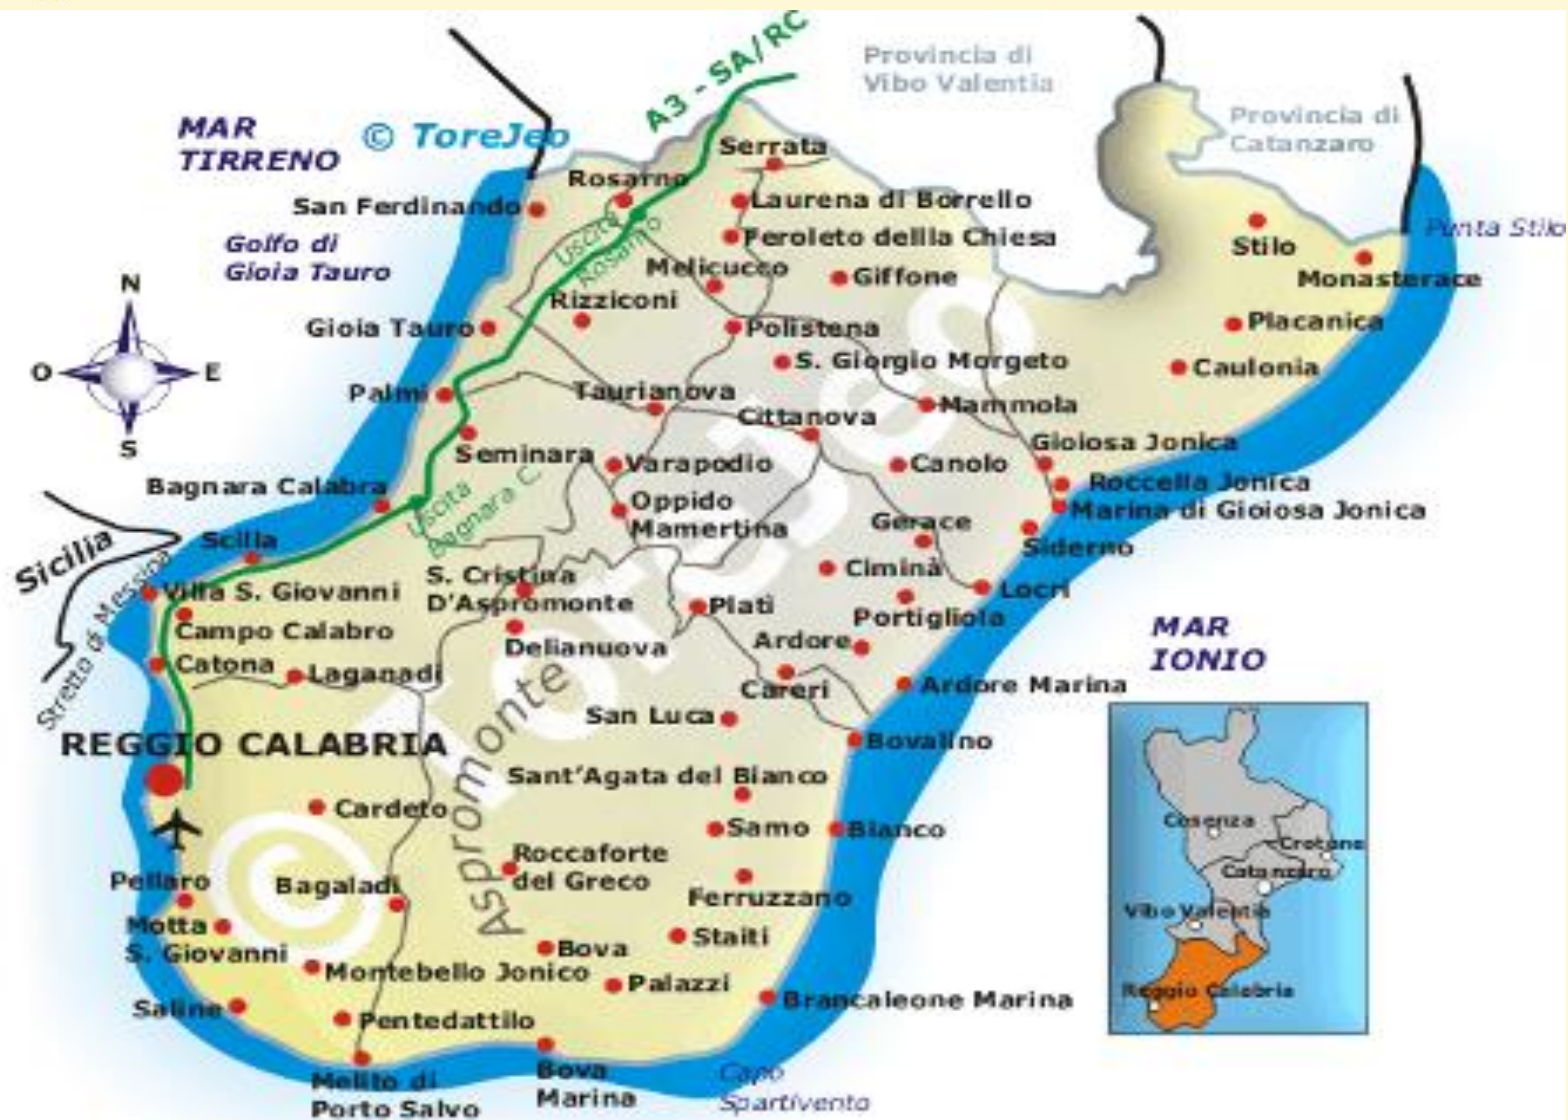 A3 - SA/RC
Provincia di
Vibo Valentia
Provincia di
Catanzaro
MAR
TIRRENO
© ToreJeo
Serrata
Rosarno
San Ferdinando
Laurena di Borrello
Golfo di
Gioia Tauro
Uscita
Rosarno
Feroleto dellla Chiesa
Punta Stilo
Stilo
Monasterace
Melicucco
Giffone
N
O
E
S
Rizziconi
Gioia Tauro
Polistena
Placanica
S. Giorgio Morgeto
Caulonia
Palmi
Taurianova
Cittanova
Mammola
Seminara
Gioiosa Jonica
Varapodio
Canolo
Bagnara Calabra
Uscita
Bagnara C.
Oppido
Mamertina
Roccella Jonica
Marina di Gioiosa Jonica
Gerace
Siderno
Sicilia
Scilla
Stretto di Messina
Villa S. Giovanni
S. Cristina
D'Aspromonte
Ciminà
Locri
Platì
Portigliola
Campo Calabro
Delianuova
Ardore
MAR
IONIO
Catona
Laganadi
Careri
Ardore Marina
Aspromonte
San Luca
REGGIO CALABRIA
Bovalino
Sant'Agata del Bianco
Cardeto
Samo
Bianco
Roccaforte
del Greco
Pellaro
Bagaladi
Ferruzzano
Motta
S. Giovanni
Staiti
Bova
Montebello Jonico
Palazzi
Saline
Brancaleone Marina
Pentedattilo
Melito di
Porto Salvo
Bova
Marina
Capo
Spartivento
Cosenza
Crotone
Catanzaro
Vibo Valentia
Reggio Calabria
© ToreJeo